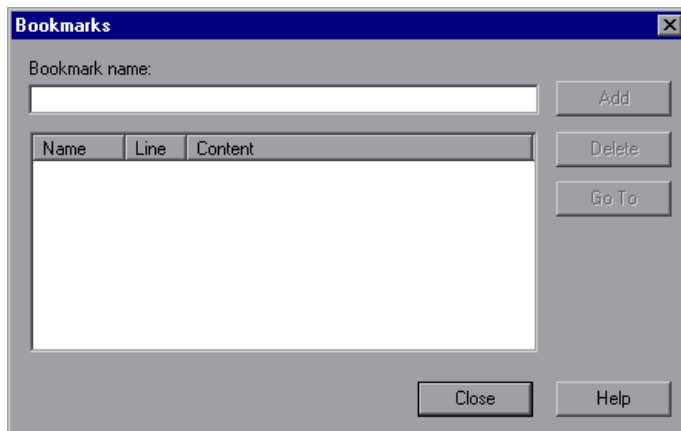 Bookmarks
Bookmark name:
Add
Name Line Content
Delete
Go To
Close Help